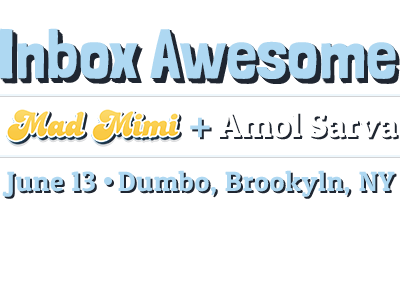 Inbox Awesome
Mad Mimi + Amol Sarva
June 13 • Dumbo, Brookyln, NY